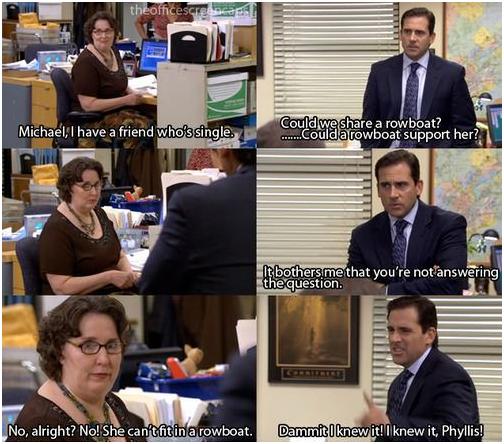 theofficescreencaps
Michael, I have a friend who's single.
Could we share a rowboat?
.......Could a rowboat support her?
It bothers me that you're not answering
the question.
COMMITMENT
No, alright? No! She can't fit in a rowboat.
Dammit I knew it! I knew it, Phyllis!